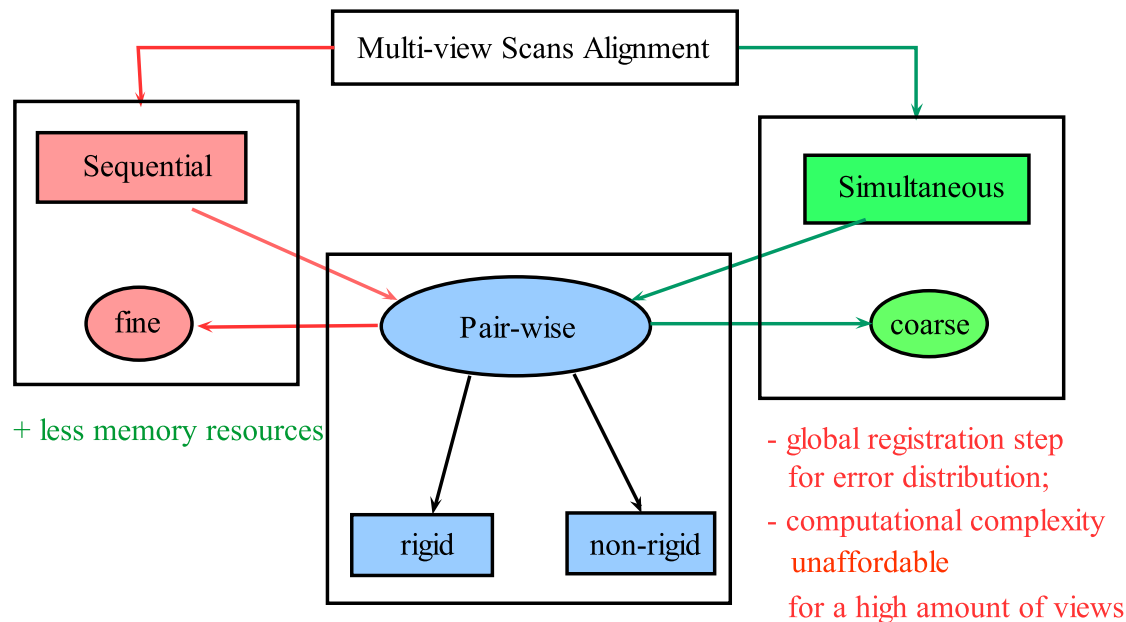 Multi-view Scans Alignment
Sequential
Simultaneous
fine
Pair-wise
coarse
+ less memory resources
rigid
non-rigid
- global registration step
for error distribution;
- computational complexity
unaffordable
for a high amount of views